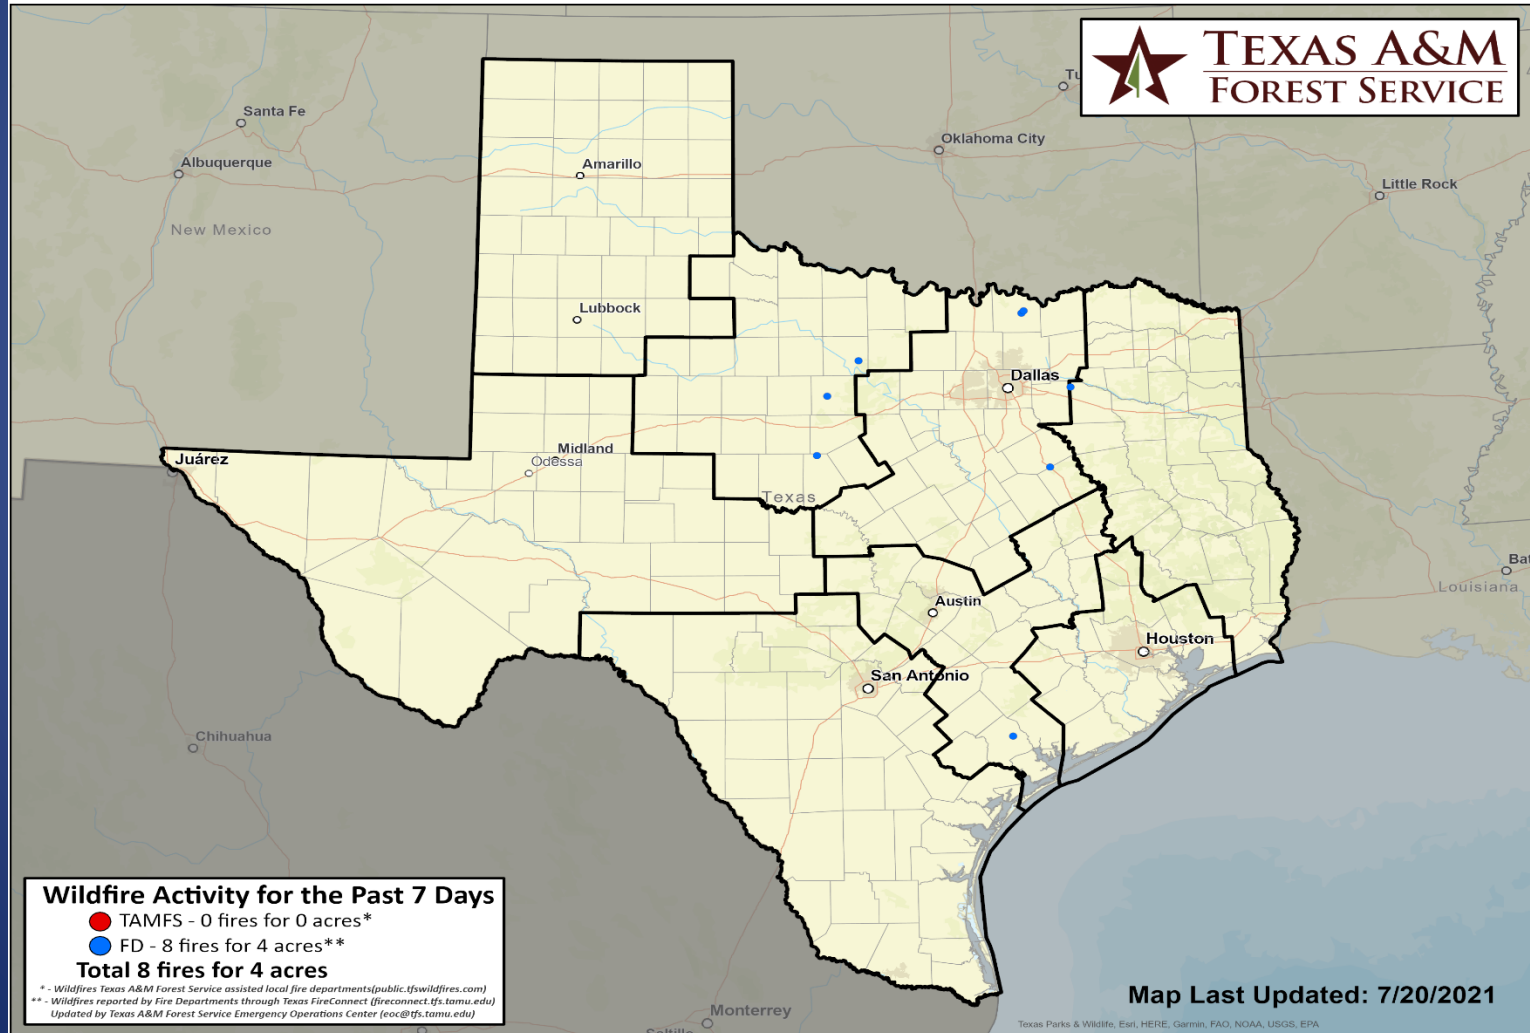 TEXAS A&M
FOREST SERVICE
Santa Fe
Oklahoma City
Albuquerque
Amarillo
Little Rock
New Mexico
Lubbock
Dallas
Juárez
Midland
Odessa
Texas
Louisiana
Austin
Houston
San Antonio
Chihuahua
Wildfire Activity for the Past 7 Days
TAMFS - 0 fires for 0 acres*
FD - 8 fires for 4 acres**
Total 8 fires for 4 acres
* - Wildfires Texas A&M Forest Service assisted local fire departments(public.tfswildfires.com)
** - Wildfires reported by Fire Departments through Texas FireConnect (fireconnect.tfs.tamu.edu)
Updated by Texas A&M Forest Service Emergency Operations Center (eoc@tfs.tamu.edu)
Map Last Updated: 7/20/2021
Monterrey
Texas Parks & Wildlife, Esri, HERE, Garmin, FAO, NOAA, USGS, EPA